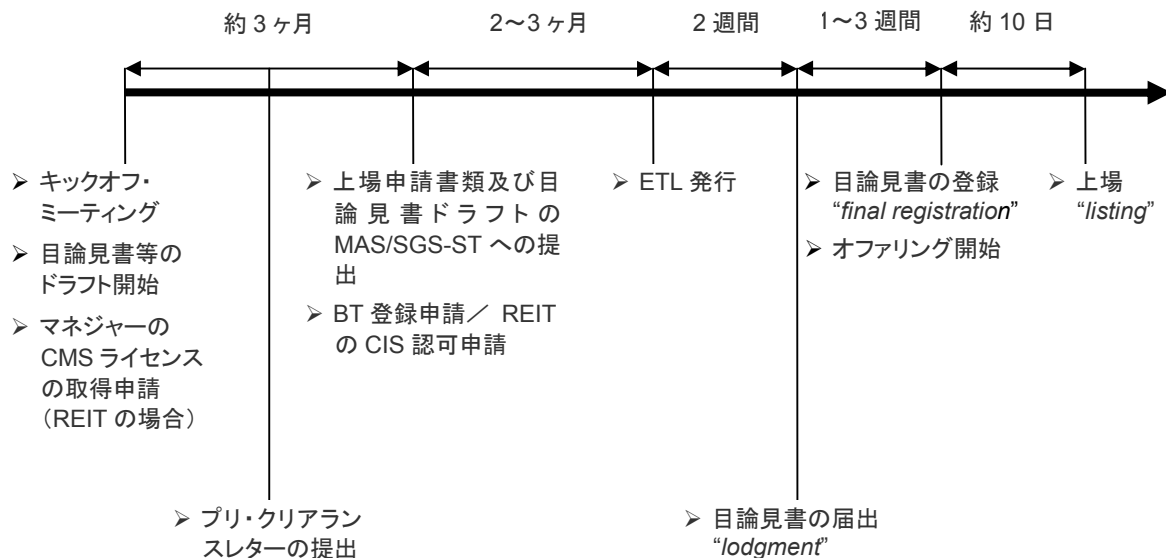 約 3 ヶ月
2～3 ヶ月
2 週間
1～3 週間
約 10 日
➢ キックオフ・
ミーティング
➢ 目論見書等の
ドラフト開始
➢ マネジャーの
CMS ライセンス
の取得申請
（REIT の場合）
➢ プリ・クリアラン
スレターの提出
➢ 上場申請書類及び目
論見書ドラフトの
MAS/SGS-ST への提
出
➢ BT 登録申請／ REIT
の CIS 認可申請
➢ ETL 発行
➢ 目論見書の届出
“lodgment”
➢ 目論見書の登録
“final registration”
➢ オファリング開始
➢ 上場
“listing”